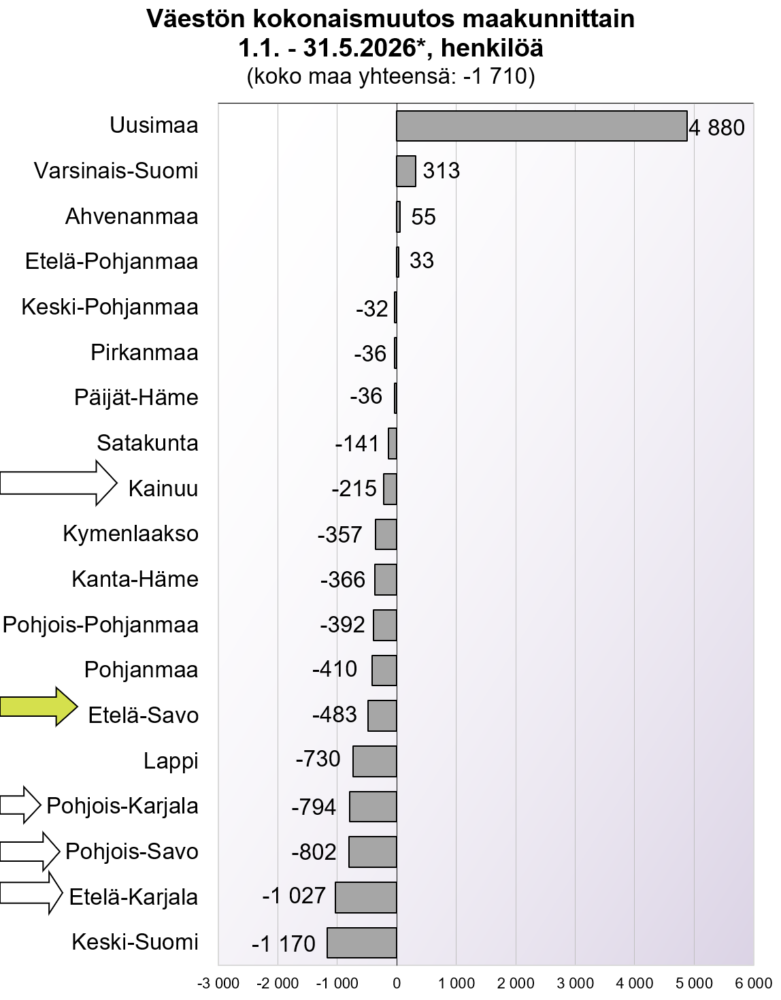 Väestön kokonaismuutos maakunnittain
1.1. - 31.5.2026*, henkilöä
(koko maa yhteensä: -1 710)
Uusimaa 4 880
Varsinais-Suomi 313
Ahvenanmaa 55
Etelä-Pohjanmaa 33
Keski-Pohjanmaa -32
Pirkanmaa -36
Päijät-Häme -36
Satakunta -141
Kainuu -215
Kymenlaakso -357
Kanta-Häme -366
Pohjois-Pohjanmaa -392
Pohjanmaa -410
Etelä-Savo -483
Lappi -730
Pohjois-Karjala -794
Pohjois-Savo -802
Etelä-Karjala -1 027
Keski-Suomi -1 170
-3 000 -2 000 -1 000 0 1 000 2 000 3 000 4 000 5 000 6 000